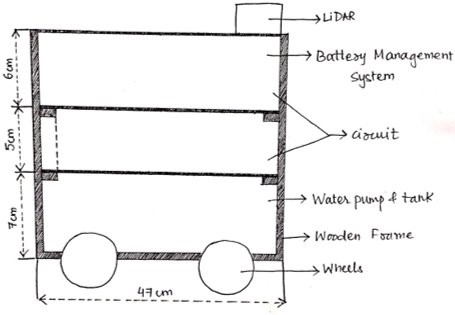 LiDAR
Battery Management
System
6cm
circuit
5cm
Water pump & tank
7cm
Wooden Frame
Wheels
47cm